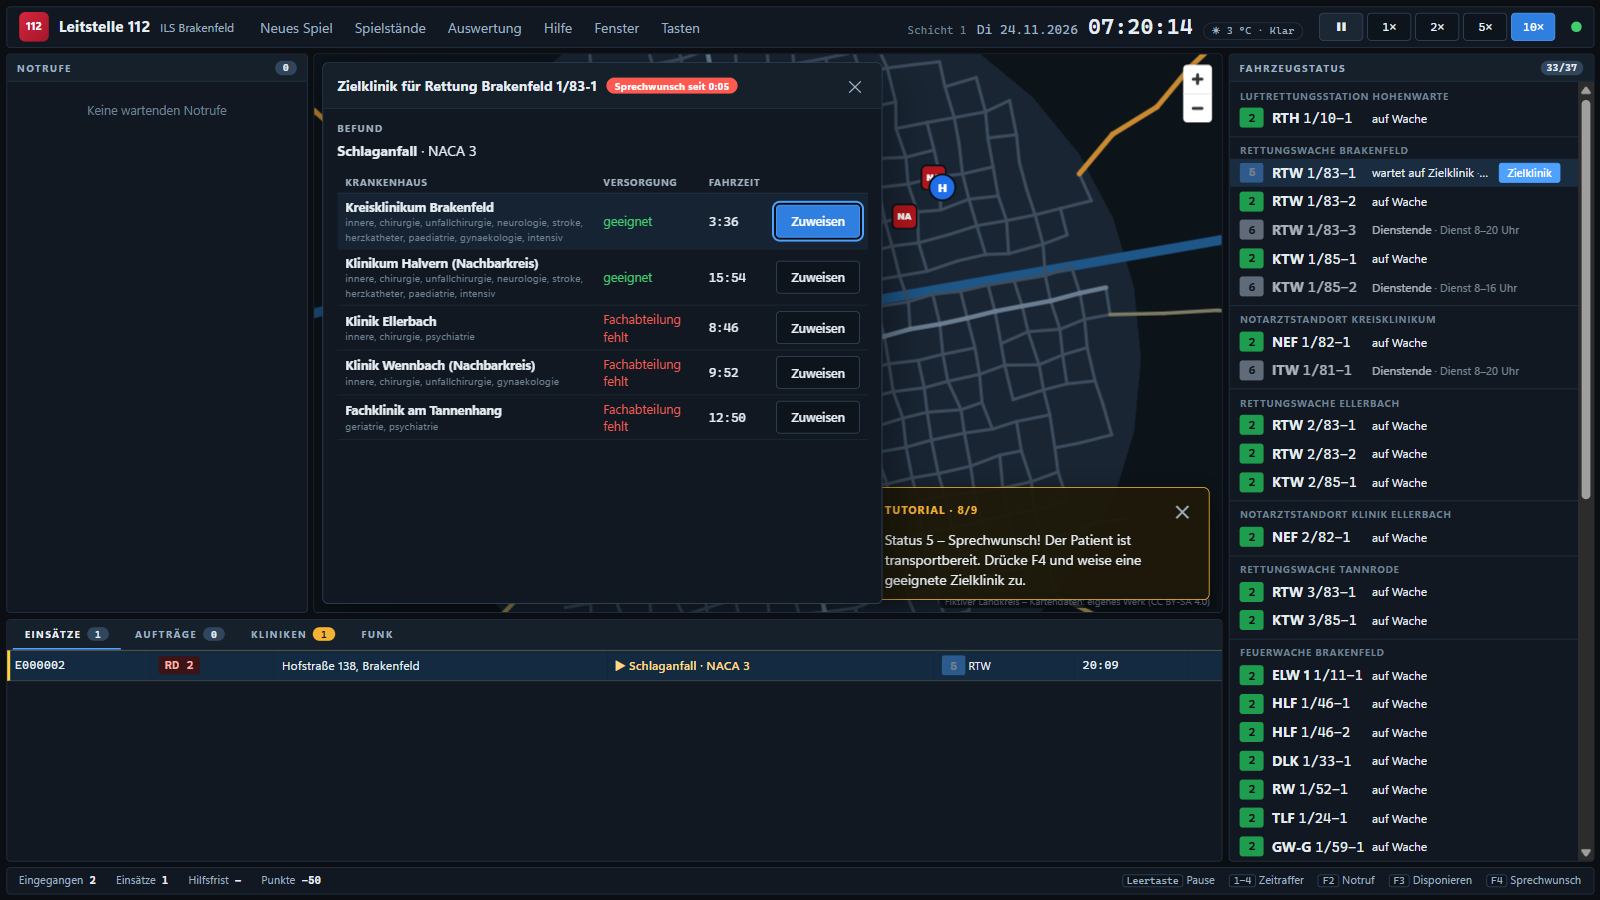 112 Leitstelle 112 ILS Brakenfeld Neues Spiel Spielstände Auswertung Hilfe Fenster Tasten Schicht 1 Di 24.11.2026 07:20:14 ☀ 3 °C · Klar 1× 2× 5× 10×
NOTRUFE 0
Keine wartenden Notrufe
Zielklinik für Rettung Brakenfeld 1/83-1 Sprechwunsch seit 0:05
BEFUND
Schlaganfall · NACA 3
KRANKENHAUS VERSORGUNG FAHRZEIT
Kreisklinikum Brakenfeld
innere, chirurgie, unfallchirurgie, neurologie, stroke,
herzkatheter, paediatrie, gynaekologie, intensiv
geeignet 3:36 Zuweisen
Klinikum Halvern (Nachbarkreis)
innere, chirurgie, unfallchirurgie, neurologie, stroke,
herzkatheter, paediatrie, intensiv
geeignet 15:54 Zuweisen
Klinik Ellerbach
innere, chirurgie, psychiatrie
Fachabteilung
fehlt
8:46 Zuweisen
Klinik Wennbach (Nachbarkreis)
innere, chirurgie, unfallchirurgie, gynaekologie
Fachabteilung
fehlt
9:52 Zuweisen
Fachklinik am Tannenhang
geriatrie, psychiatrie
Fachabteilung
fehlt
12:50 Zuweisen
+
−
H
NA
TUTORIAL · 8/9
Status 5 – Sprechwunsch! Der Patient ist
transportbereit. Drücke F4 und weise eine
geeignete Zielklinik zu.
Fiktiver Landkreis – Kartendaten: eigenes Werk (CC BY-SA 4.0)
FAHRZEUGSTATUS 33/37
LUFTRETTUNGSSTATION HOHENWARTE
2 RTH 1/10-1 auf Wache
RETTUNGSWACHE BRAKENFELD
5 RTW 1/83-1 wartet auf Zielklinik ·… Zielklinik
2 RTW 1/83-2 auf Wache
6 RTW 1/83-3 Dienstende · Dienst 8–20 Uhr
2 KTW 1/85-1 auf Wache
6 KTW 1/85-2 Dienstende · Dienst 8–16 Uhr
NOTARZTSTANDORT KREISKLINIKUM
2 NEF 1/82-1 auf Wache
6 ITW 1/81-1 Dienstende · Dienst 8–20 Uhr
RETTUNGSWACHE ELLERBACH
2 RTW 2/83-1 auf Wache
2 RTW 2/83-2 auf Wache
2 KTW 2/85-1 auf Wache
NOTARZTSTANDORT KLINIK ELLERBACH
2 NEF 2/82-1 auf Wache
RETTUNGSWACHE TANNRODE
2 RTW 3/83-1 auf Wache
2 KTW 3/85-1 auf Wache
FEUERWACHE BRAKENFELD
2 ELW 1 1/11-1 auf Wache
2 HLF 1/46-1 auf Wache
2 HLF 1/46-2 auf Wache
2 DLK 1/33-1 auf Wache
2 RW 1/52-1 auf Wache
2 TLF 1/24-1 auf Wache
2 GW-G 1/59-1 auf Wache
EINSÄTZE 1 AUFTRÄGE 0 KLINIKEN 1 FUNK
E000002 RD 2 Hofstraße 138, Brakenfeld ▶ Schlaganfall · NACA 3 5 RTW 20:09
Eingegangen 2 Einsätze 1 Hilfsfrist – Punkte −50 Leertaste Pause 1–4 Zeitraffer F2 Notruf F3 Disponieren F4 Sprechwunsch